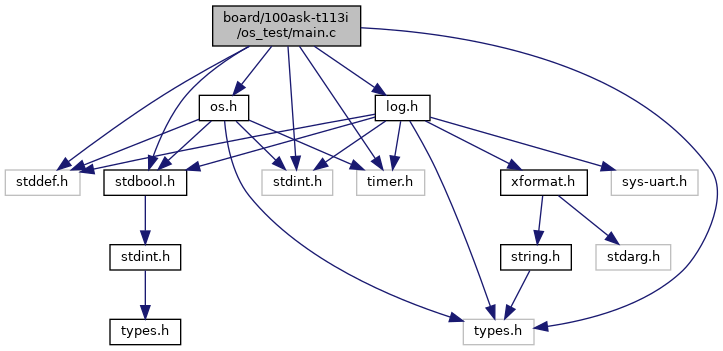 board/100ask-t113i
/os_test/main.c
os.h
log.h
stddef.h
stdbool.h
stdint.h
timer.h
xformat.h
sys-uart.h
stdint.h
string.h
stdarg.h
types.h
types.h